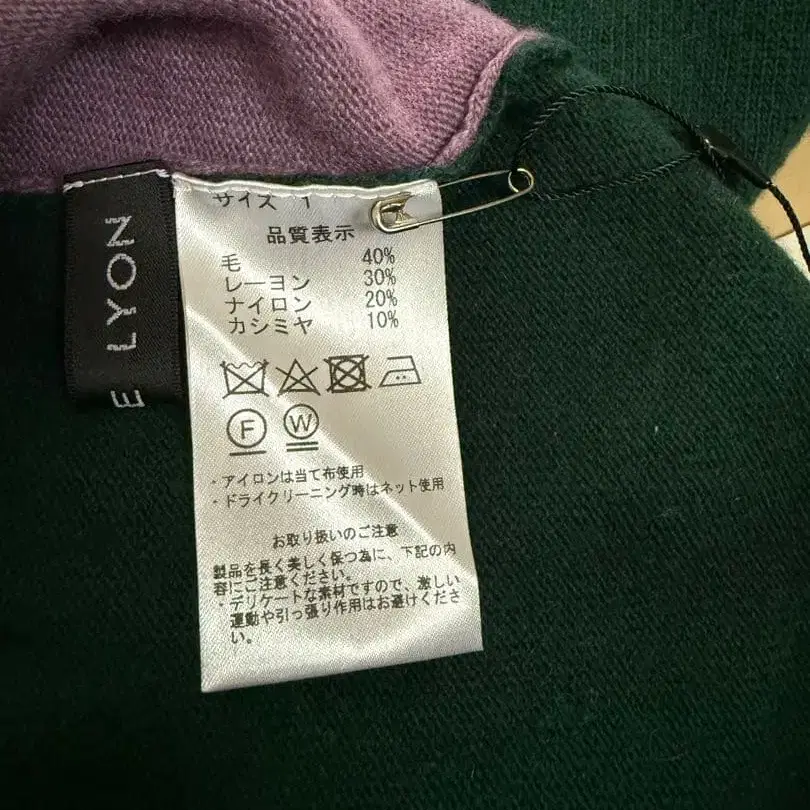 E LYON
サイズ 1
品質表示
毛 40%
レーヨン 30%
ナイロン 20%
カシミヤ 10%
F W
・アイロンは当て布使用
・ドライクリーニング時はネット使用
お取り扱いのご注意
製品を長く美しく保つ為に、下記の内
容にご注意ください。
・デリケートな素材ですので、激しい
運動や引っ張り作用はお避けくださ
い。